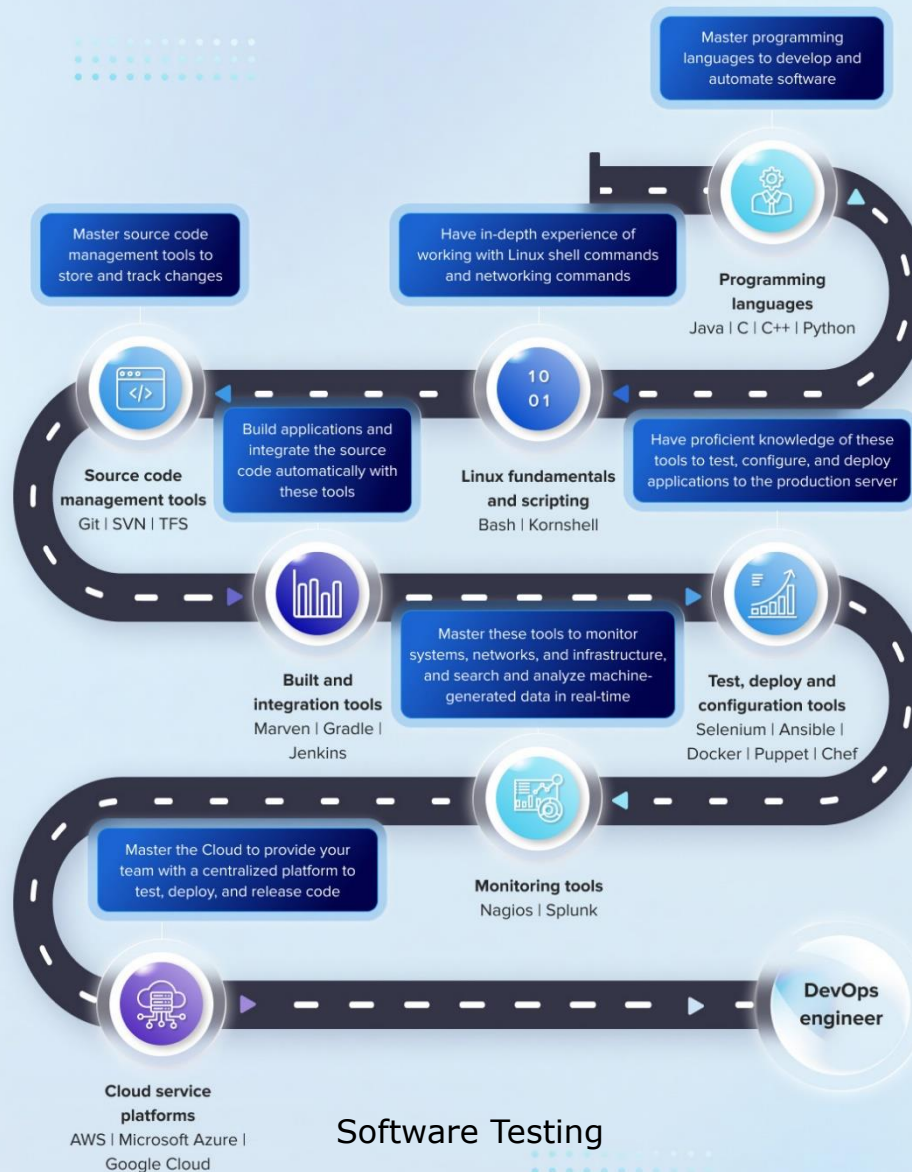 Master programming
languages to develop and
automate software
Programming
languages
Java | C | C++ | Python
Have in-depth experience of
working with Linux shell commands
and networking commands
10
01
Linux fundamentals
and scripting
Bash | Kornshell
Master source code
management tools to
store and track changes
</>
Source code
management tools
Git | SVN | TFS
Build applications and
integrate the source
code automatically with
these tools
Built and
integration tools
Marven | Gradle |
Jenkins
Have proficient knowledge of these
tools to test, configure, and deploy
applications to the production server
Test, deploy and
configuration tools
Selenium | Ansible |
Docker | Puppet | Chef
Master these tools to monitor
systems, networks, and infrastructure,
and search and analyze machine-
generated data in real-time
Monitoring tools
Nagios | Splunk
Master the Cloud to provide your
team with a centralized platform to
test, deploy, and release code
Cloud service
platforms
AWS | Microsoft Azure |
Google Cloud
DevOps
engineer
Software Testing